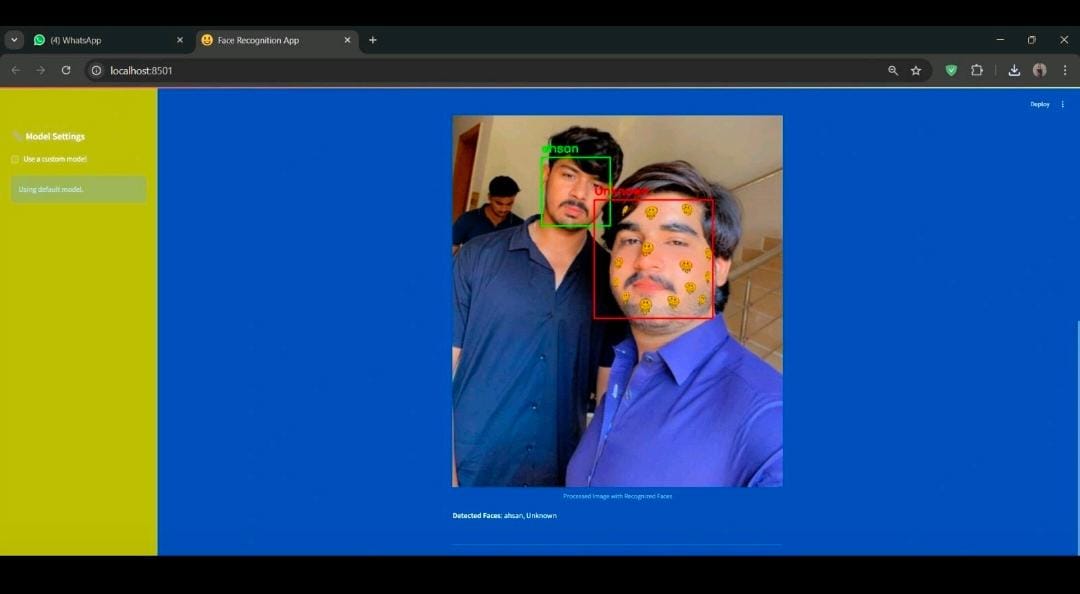 (4) WhatsApp
Face Recognition App
localhost:8501
Deploy
Model Settings
Use a custom model
Using default model.
ahsan
Unknown
Processed Image with Recognized Faces
Detected Faces: ahsan, Unknown